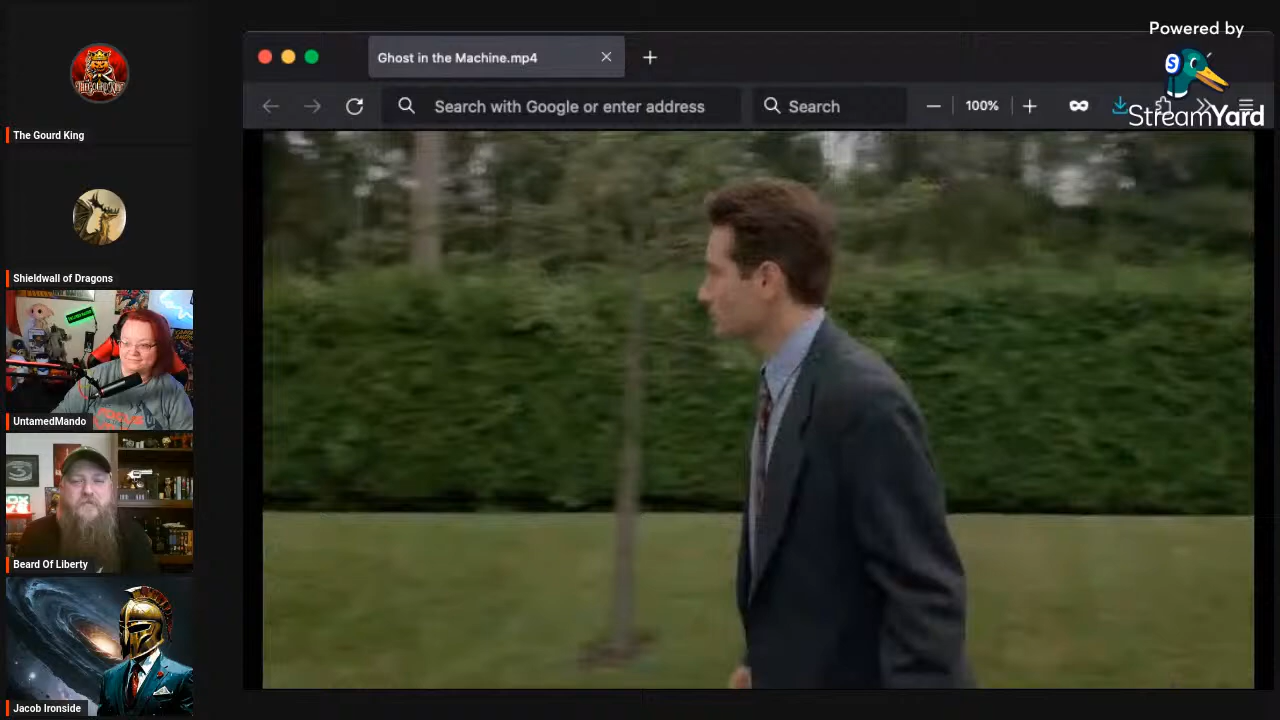 Powered by
StreamYard
Ghost in the Machine.mp4
Search with Google or enter address
Search
100%
The Gourd King
Shieldwall of Dragons
UntamedMando
Beard Of Liberty
Jacob Ironside